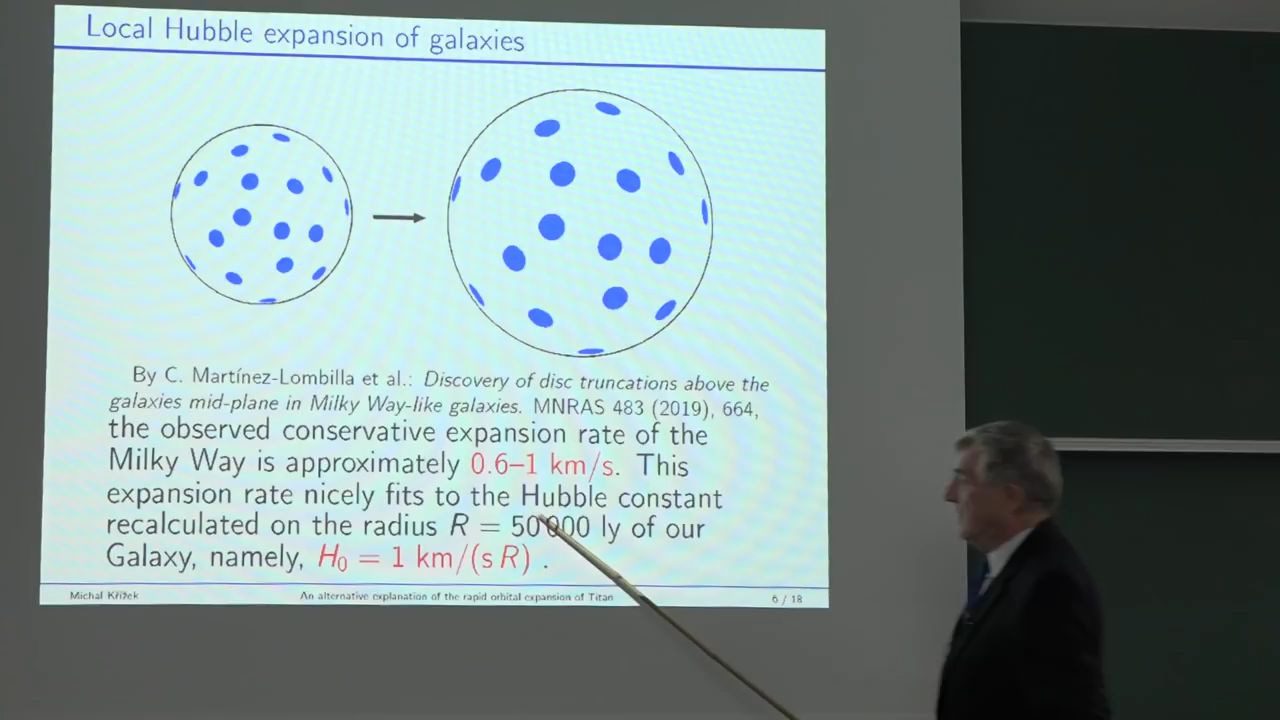 Local Hubble expansion of galaxies
By C. Martínez-Lombilla et al.: Discovery of disc truncations above the
galaxies mid-plane in Milky Way-like galaxies. MNRAS 483 (2019), 664,
the observed conservative expansion rate of the
Milky Way is approximately 0.6–1 km/s. This
expansion rate nicely fits to the Hubble constant
recalculated on the radius R = 50'000 ly of our
Galaxy, namely, H₀ = 1 km/(s R) .
Michal Křížek An alternative explanation of the rapid orbital expansion of Titan 6 / 18